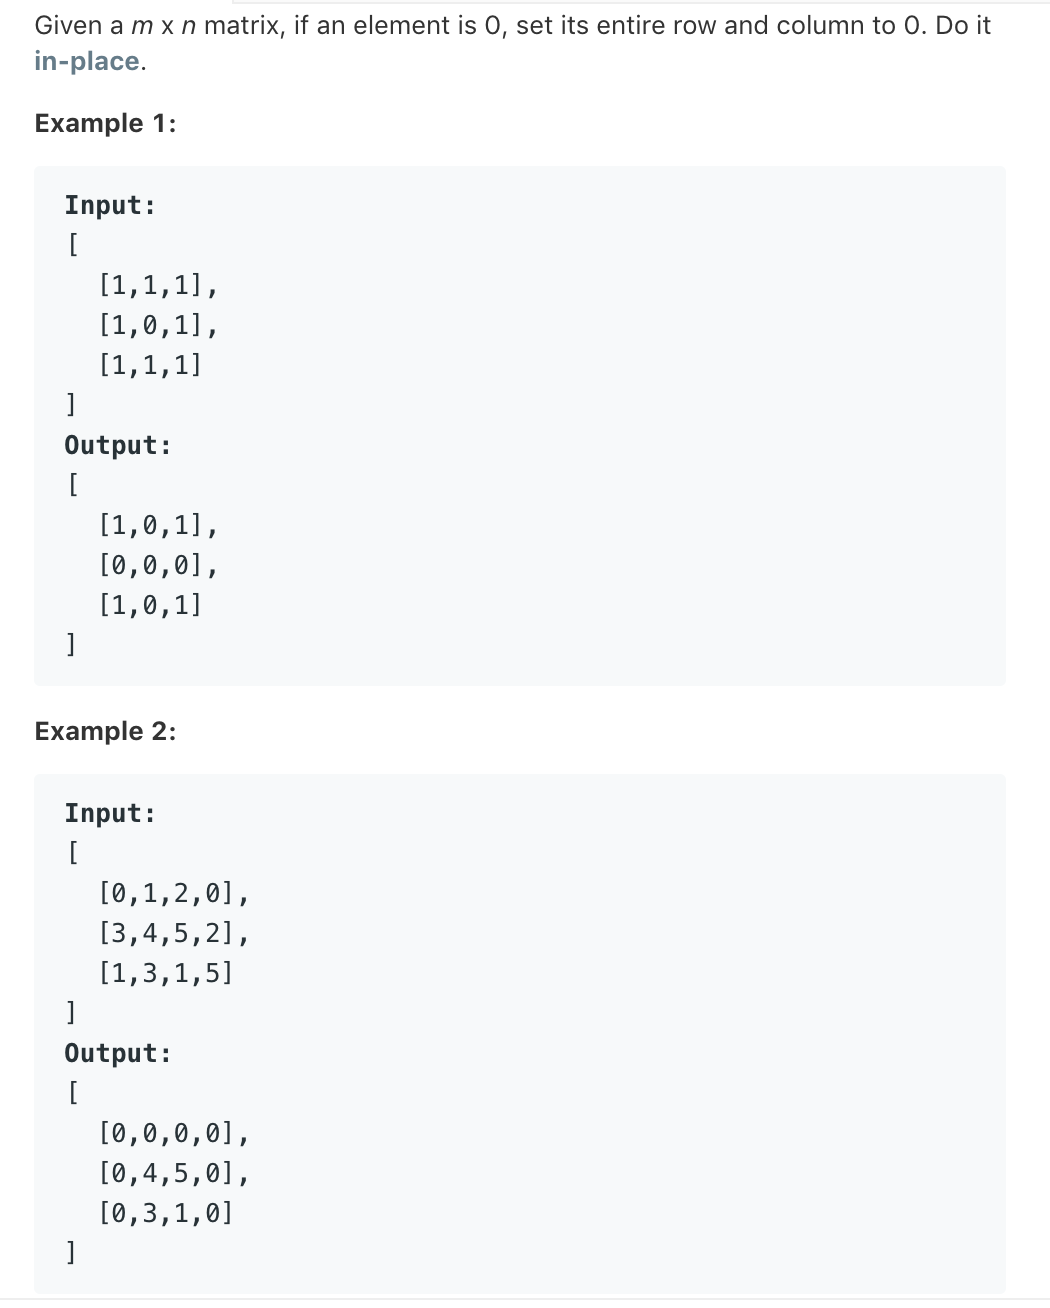 Given a m x n matrix, if an element is 0, set its entire row and column to 0. Do it
in-place.
Example 1:
Input:
[
[1,1,1],
[1,0,1],
[1,1,1]
]
Output:
[
[1,0,1],
[0,0,0],
[1,0,1]
]
Example 2:
Input:
[
[0,1,2,0],
[3,4,5,2],
[1,3,1,5]
]
Output:
[
[0,0,0,0],
[0,4,5,0],
[0,3,1,0]
]